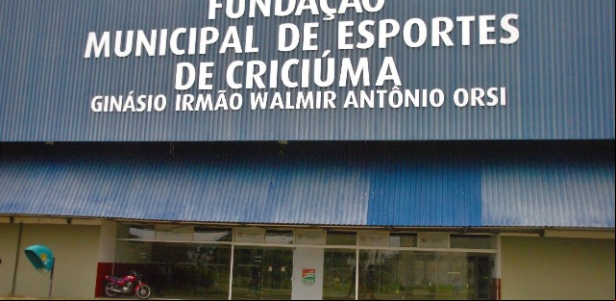 FUNDAÇÃO
MUNICIPAL DE ESPORTES
DE CRICIÚMA
GINÁSIO IRMÃO WALMIR ANTÔNIO ORSI